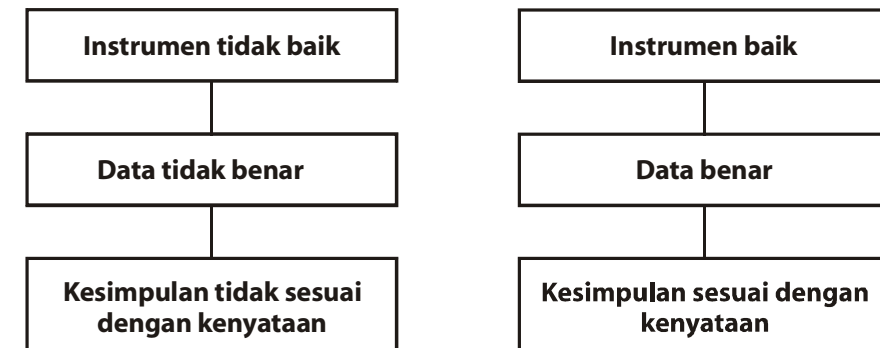 Instrumen tidak baik
Data tidak benar
Kesimpulan tidak sesuai
dengan kenyataan
Instrumen baik
Data benar
Kesimpulan sesuai dengan
kenyataan